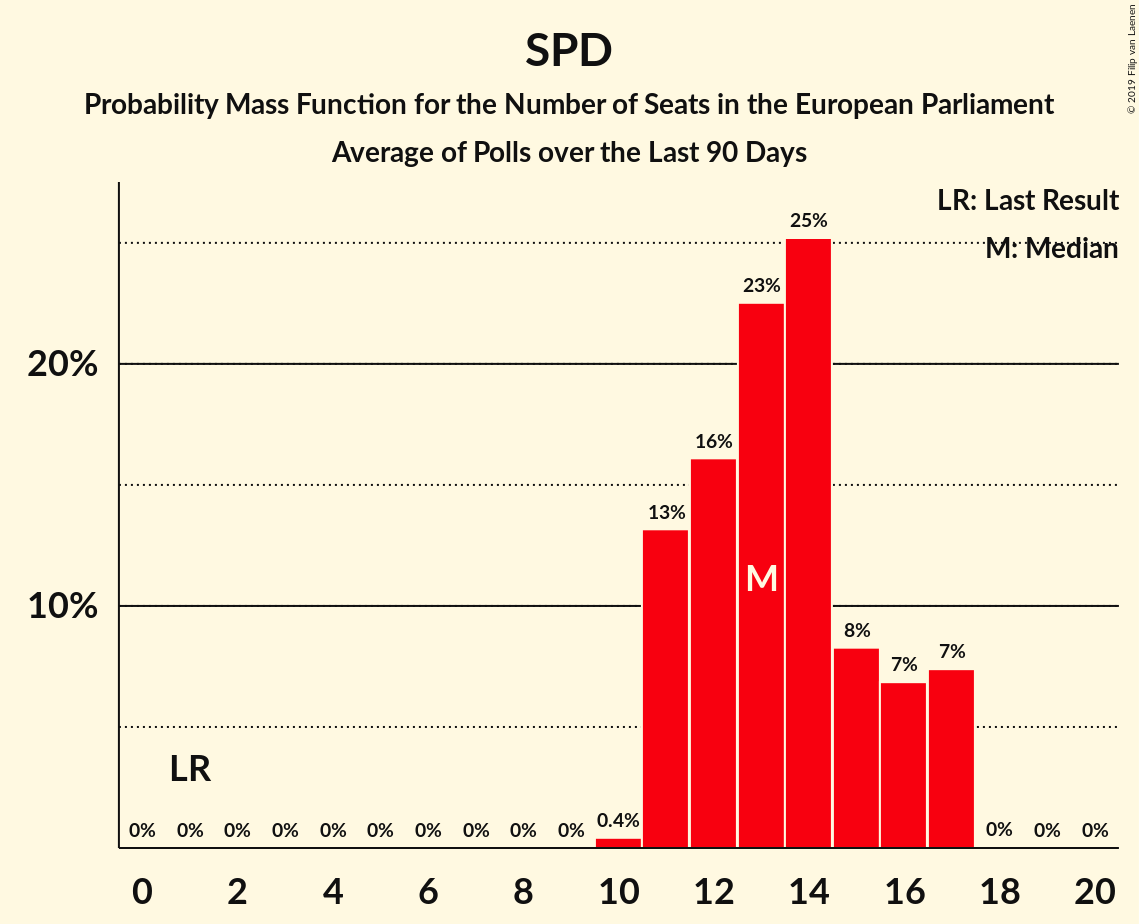 SPD
Probability Mass Function for the Number of Seats in the European Parliament
Average of Polls over the Last 90 Days
© 2019 Filip van Laenen
LR: Last Result
M: Median
25%
23%
20%
16%
13%
M
10%
8%
7%
7%
LR
0% 0% 0% 0% 0% 0% 0% 0% 0% 0% 0.4% 0% 0% 0%
0 2 4 6 8 10 12 14 16 18 20